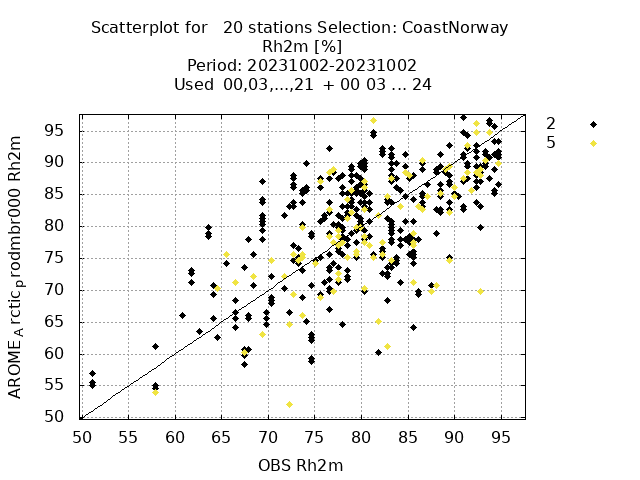 Scatterplot for 20 stations Selection: CoastNorway
Rh2m [%]
Period: 20231002-20231002
Used 00,03,...,21 + 00 03 ... 24
2
5
95
90
85
80
75
70
65
60
55
50
AROME_Arctic_prodmbr000 Rh2m
50 55 60 65 70 75 80 85 90 95
OBS Rh2m